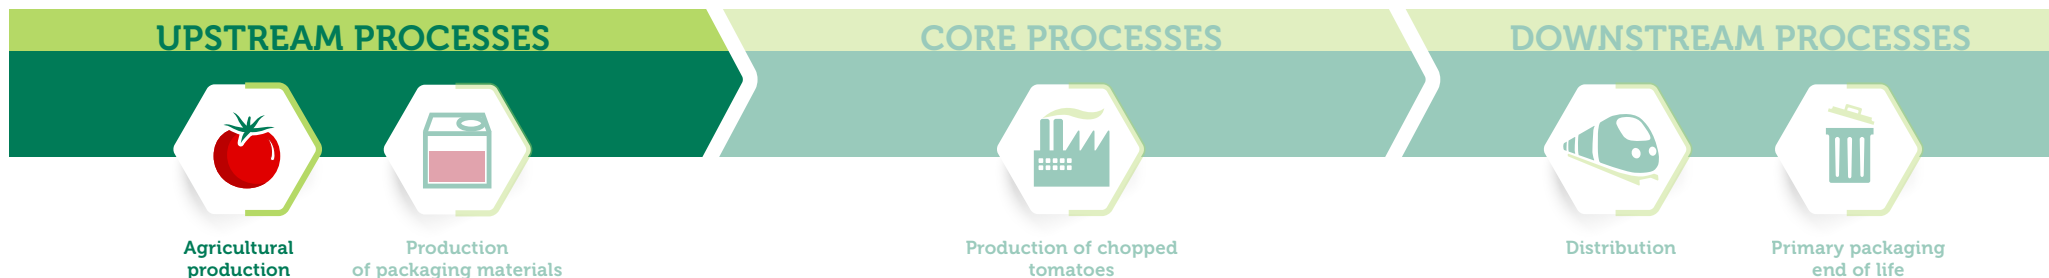 UPSTREAM PROCESSES
CORE PROCESSES
DOWNSTREAM PROCESSES
Agricultural
production
Production
of packaging materials
Production of chopped
tomatoes
Distribution
Primary packaging
end of life